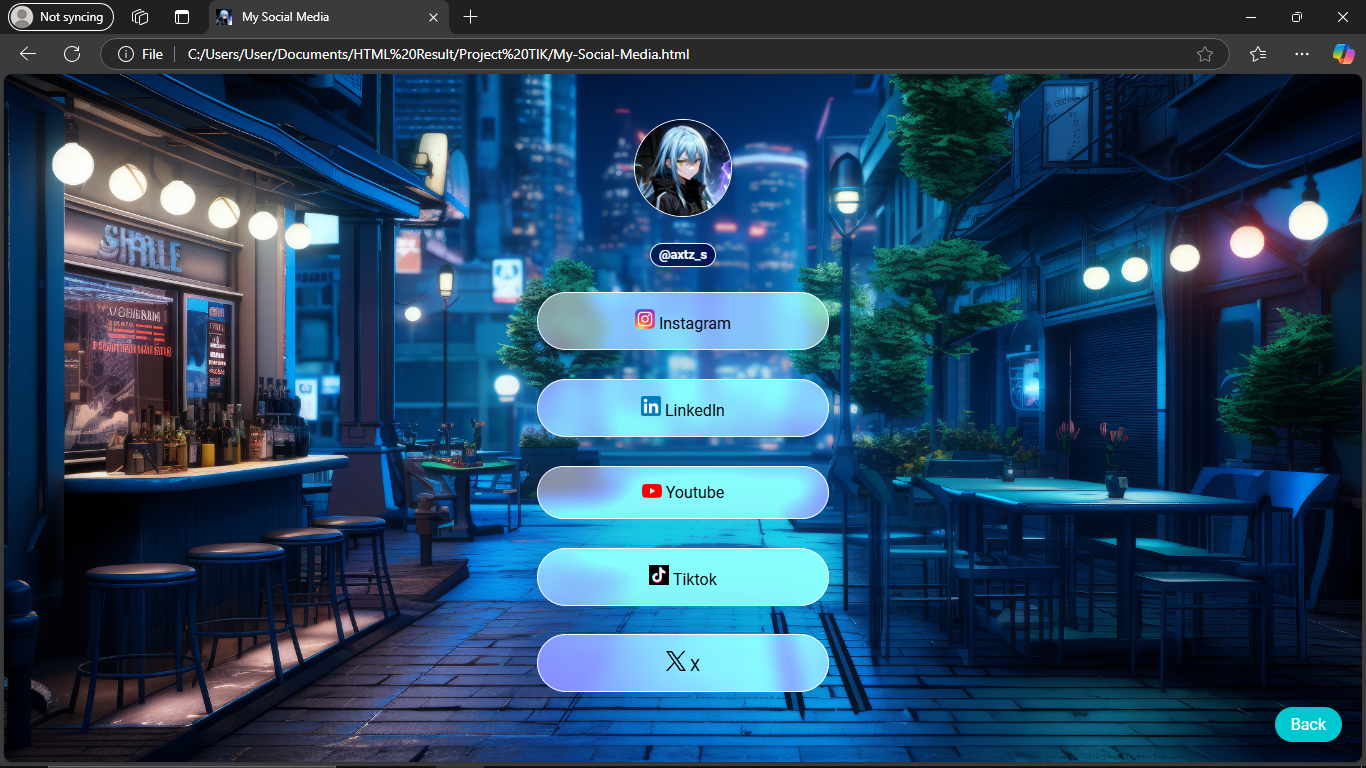 Not syncing
My Social Media
File
C:/Users/User/Documents/HTML%20Result/Project%20TIK/My-Social-Media.html
@axtz_s
Instagram
LinkedIn
Youtube
Tiktok
X
Back